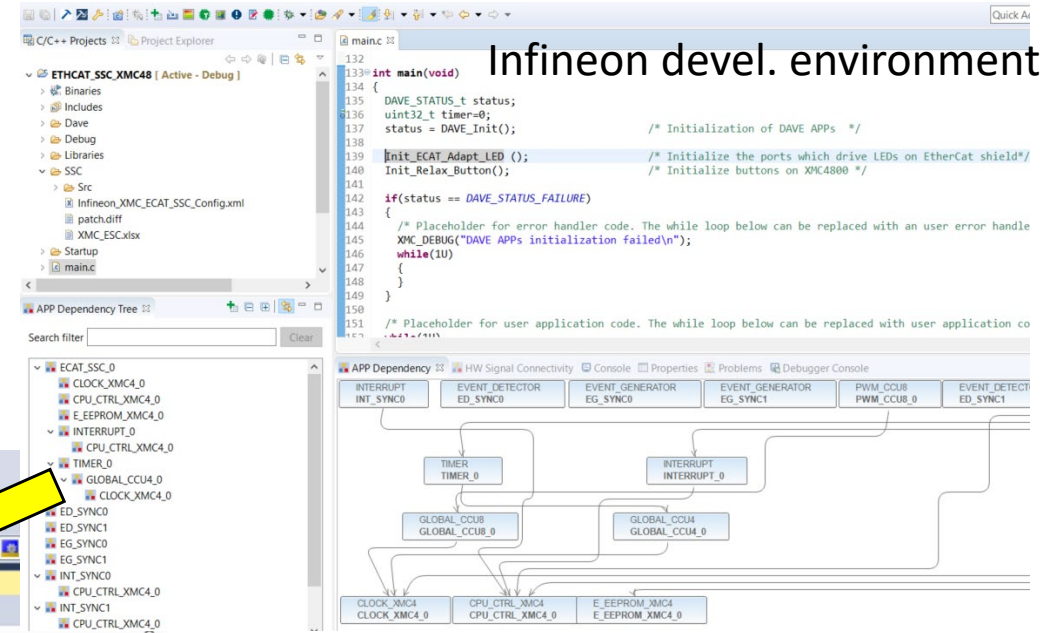 Quick Ac
C/C++ Projects
Project Explorer
main.c
Infineon devel. environment
ETHCAT_SSC_XMC48 [ Active - Debug ]
Binaries
Includes
Dave
Debug
Libraries
SSC
Src
Infineon_XMC_ECAT_SSC_Config.xml
patch.diff
XMC_ESC.xlsx
Startup
main.c
132
133 int main(void)
134 {
135 DAVE_STATUS_t status;
136 uint32_t timer=0;
137 status = DAVE_Init(); /* Initialization of DAVE APPs */
138
139 Init_ECAT_Adapt_LED (); /* Initialize the ports which drive LEDs on EtherCat shield*/
140 Init_Relax_Button(); /* Initialize buttons on XMC4800 */
141
142 if(status == DAVE_STATUS_FAILURE)
143 {
144 /* Placeholder for error handler code. The while loop below can be replaced with an user error handle
145 XMC_DEBUG("DAVE APPs initialization failed\n");
146 while(1U)
147 {
148 }
149 }
150
151 /* Placeholder for user application code. The while loop below can be replaced with user application co
152 while(1U)
APP Dependency Tree
Search filter
Clear
ECAT_SSC_0
CLOCK_XMC4_0
CPU_CTRL_XMC4_0
E_EEPROM_XMC4_0
INTERRUPT_0
CPU_CTRL_XMC4_0
TIMER_0
GLOBAL_CCU4_0
CLOCK_XMC4_0
ED_SYNC0
ED_SYNC1
EG_SYNC0
EG_SYNC1
INT_SYNC0
CPU_CTRL_XMC4_0
INT_SYNC1
CPU_CTRL_XMC4_0
APP Dependency
HW Signal Connectivity
Console
Properties
Problems
Debugger Console
INTERRUPT
INT_SYNC0
EVENT_DETECTOR
ED_SYNC0
EVENT_GENERATOR
EG_SYNC0
EVENT_GENERATOR
EG_SYNC1
PWM_CCU8
PWM_CCU8_0
EVENT_DETECT
ED_SYNC1
TIMER
TIMER_0
INTERRUPT
INTERRUPT_0
GLOBAL_CCU8
GLOBAL_CCU8_0
GLOBAL_CCU4
GLOBAL_CCU4_0
CLOCK_XMC4
CLOCK_XMC4_0
CPU_CTRL_XMC4
CPU_CTRL_XMC4_0
E_EEPROM_XMC4
E_EEPROM_XMC4_0